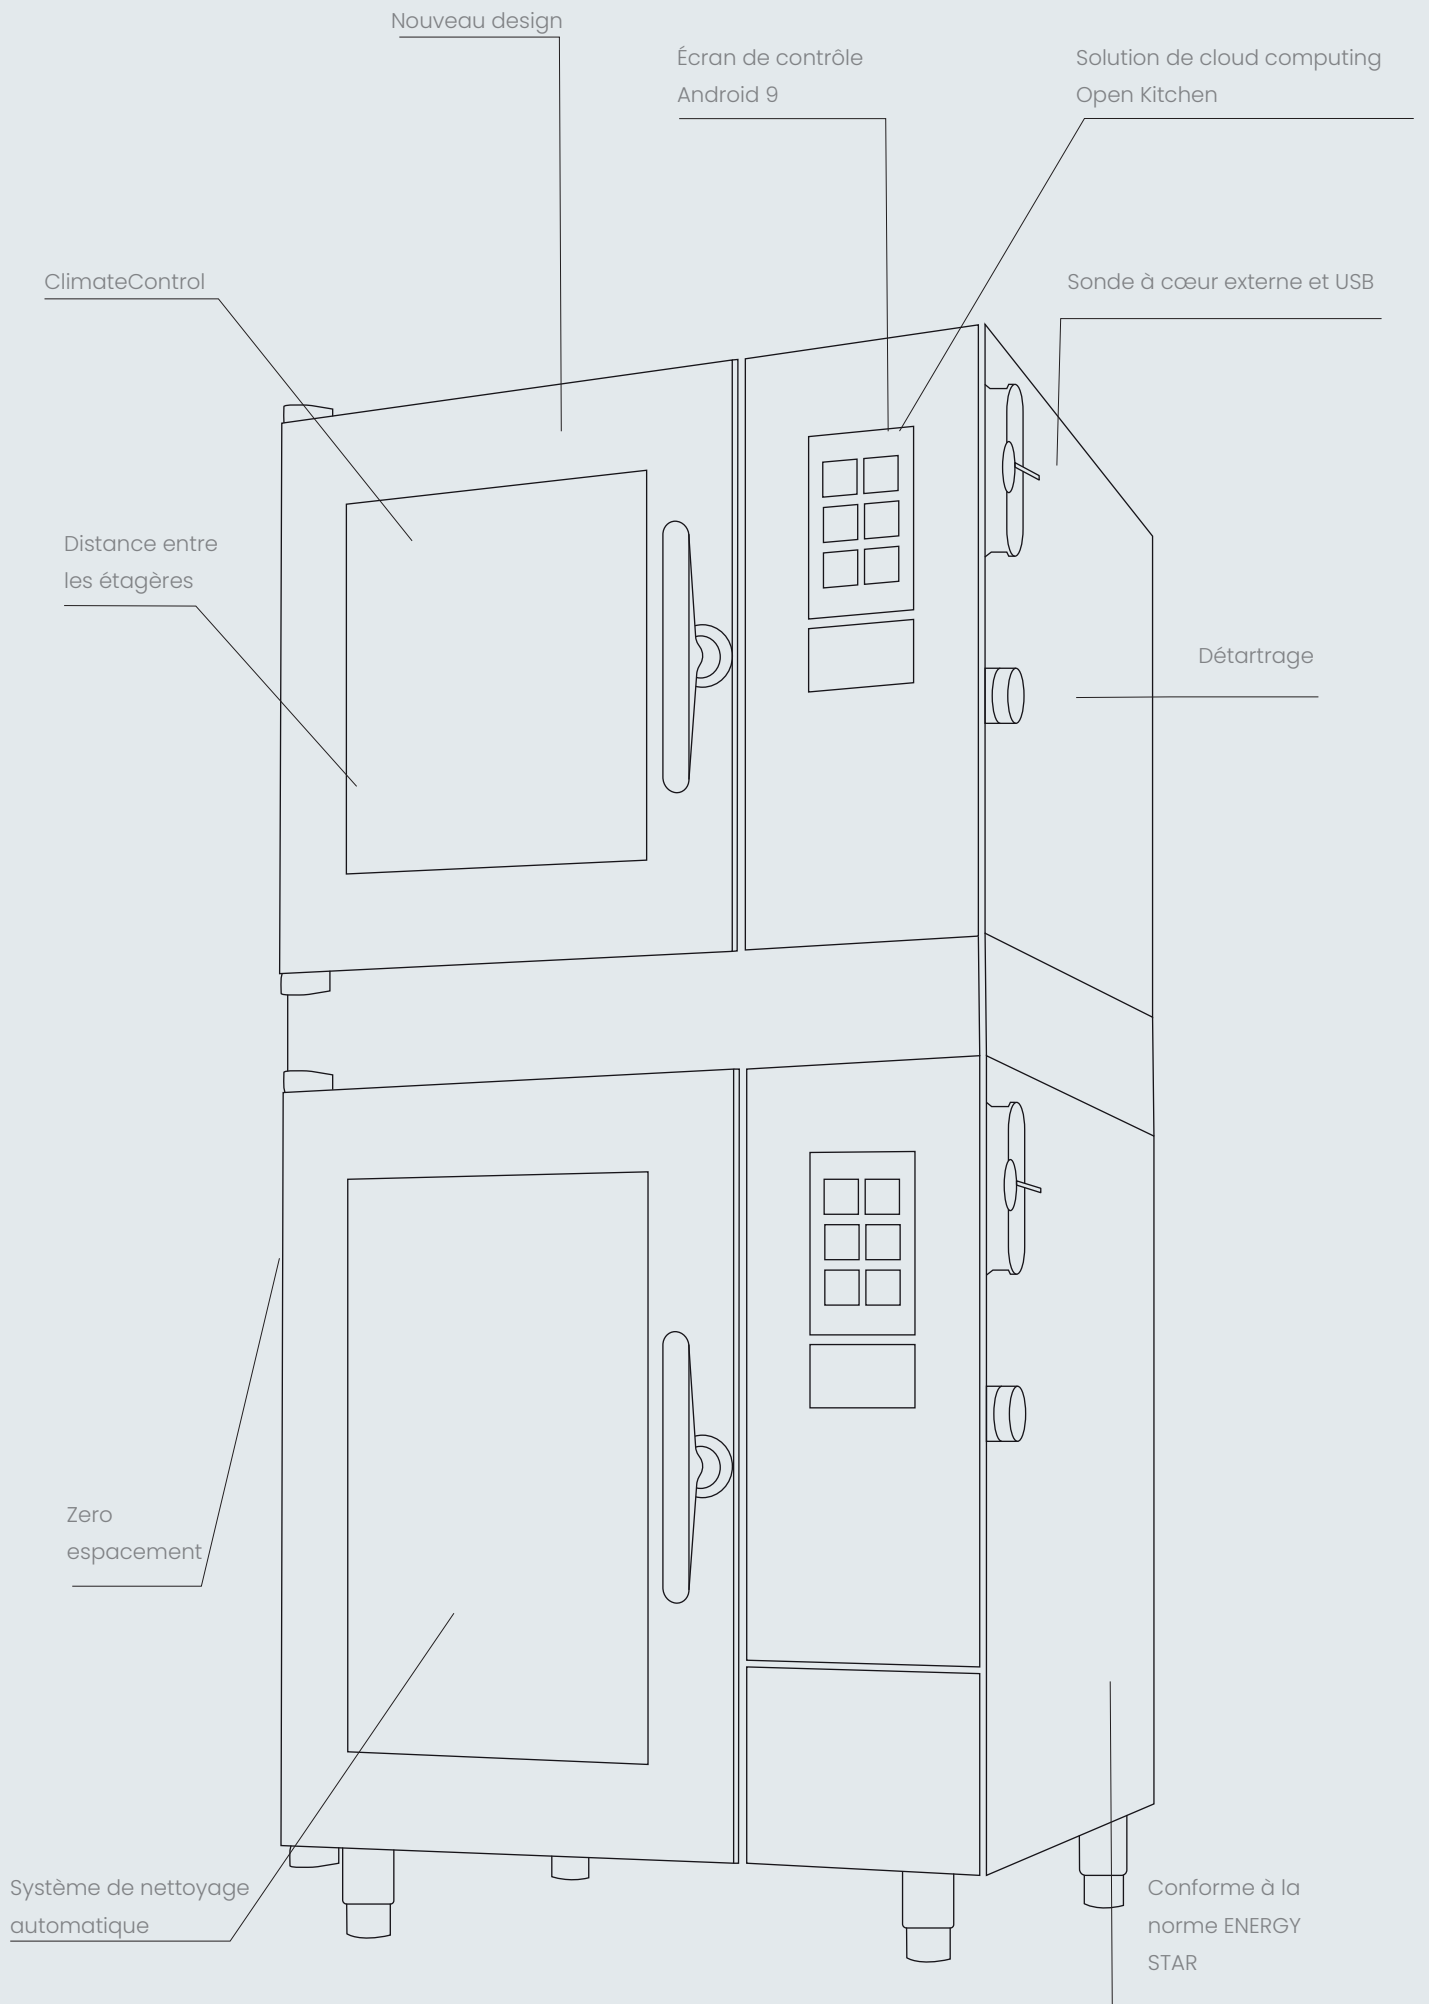 Nouveau design
Écran de contrôle
Android 9
Solution de cloud computing
Open Kitchen
ClimateControl
Sonde à cœur externe et USB
Distance entre
les étagères
Détartrage
Zero
espacement
Système de nettoyage
automatique
Conforme à la
norme ENERGY
STAR